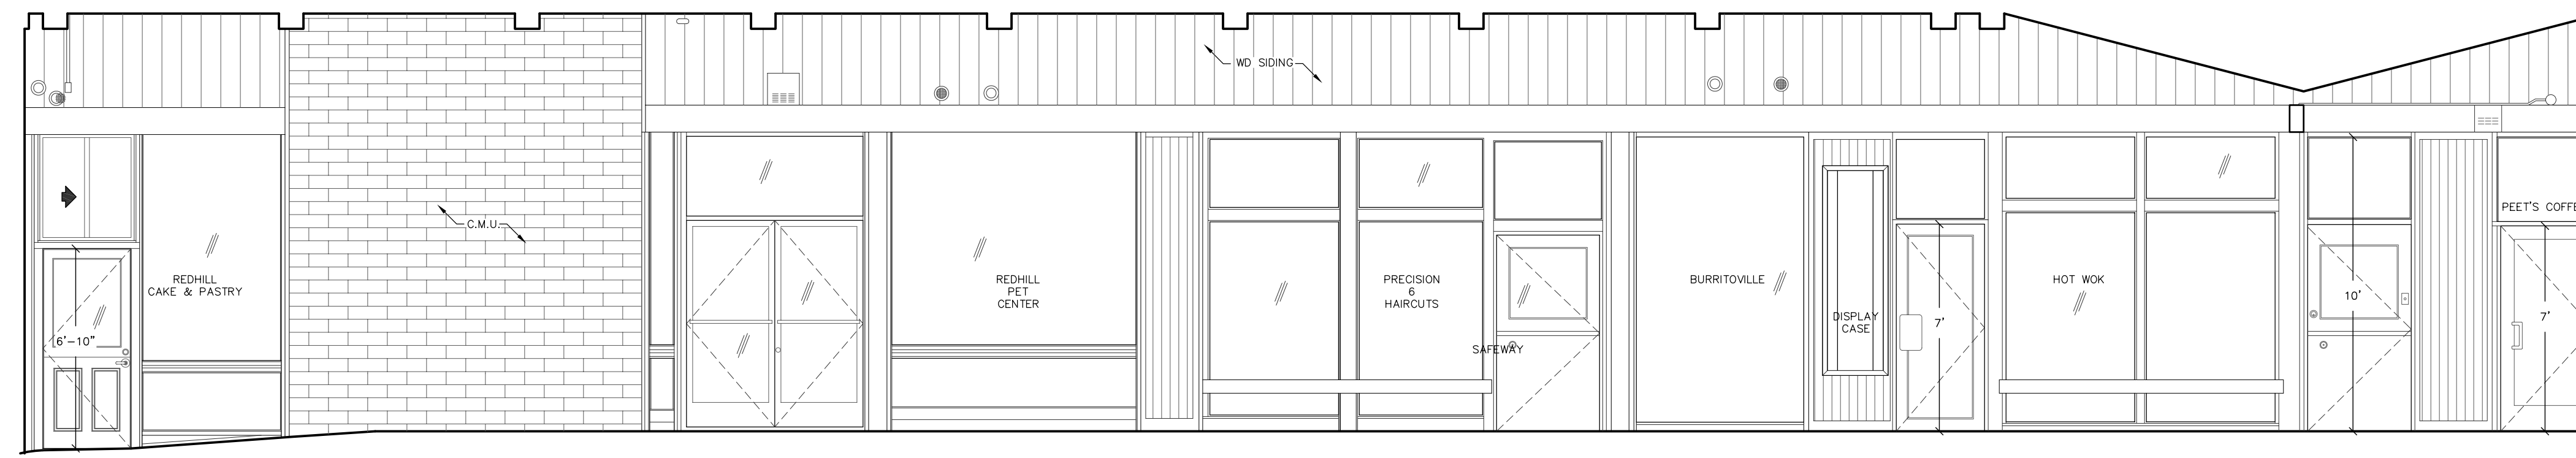 WD SIDING
C.M.U.
REDHILL
CAKE & PASTRY
6'-10"
REDHILL
PET
CENTER
PRECISION
6
HAIRCUTS
SAFEWAY
BURRITOVILLE
DISPLAY
CASE
7'
HOT WOK
10'
PEET'S COFFE
7'